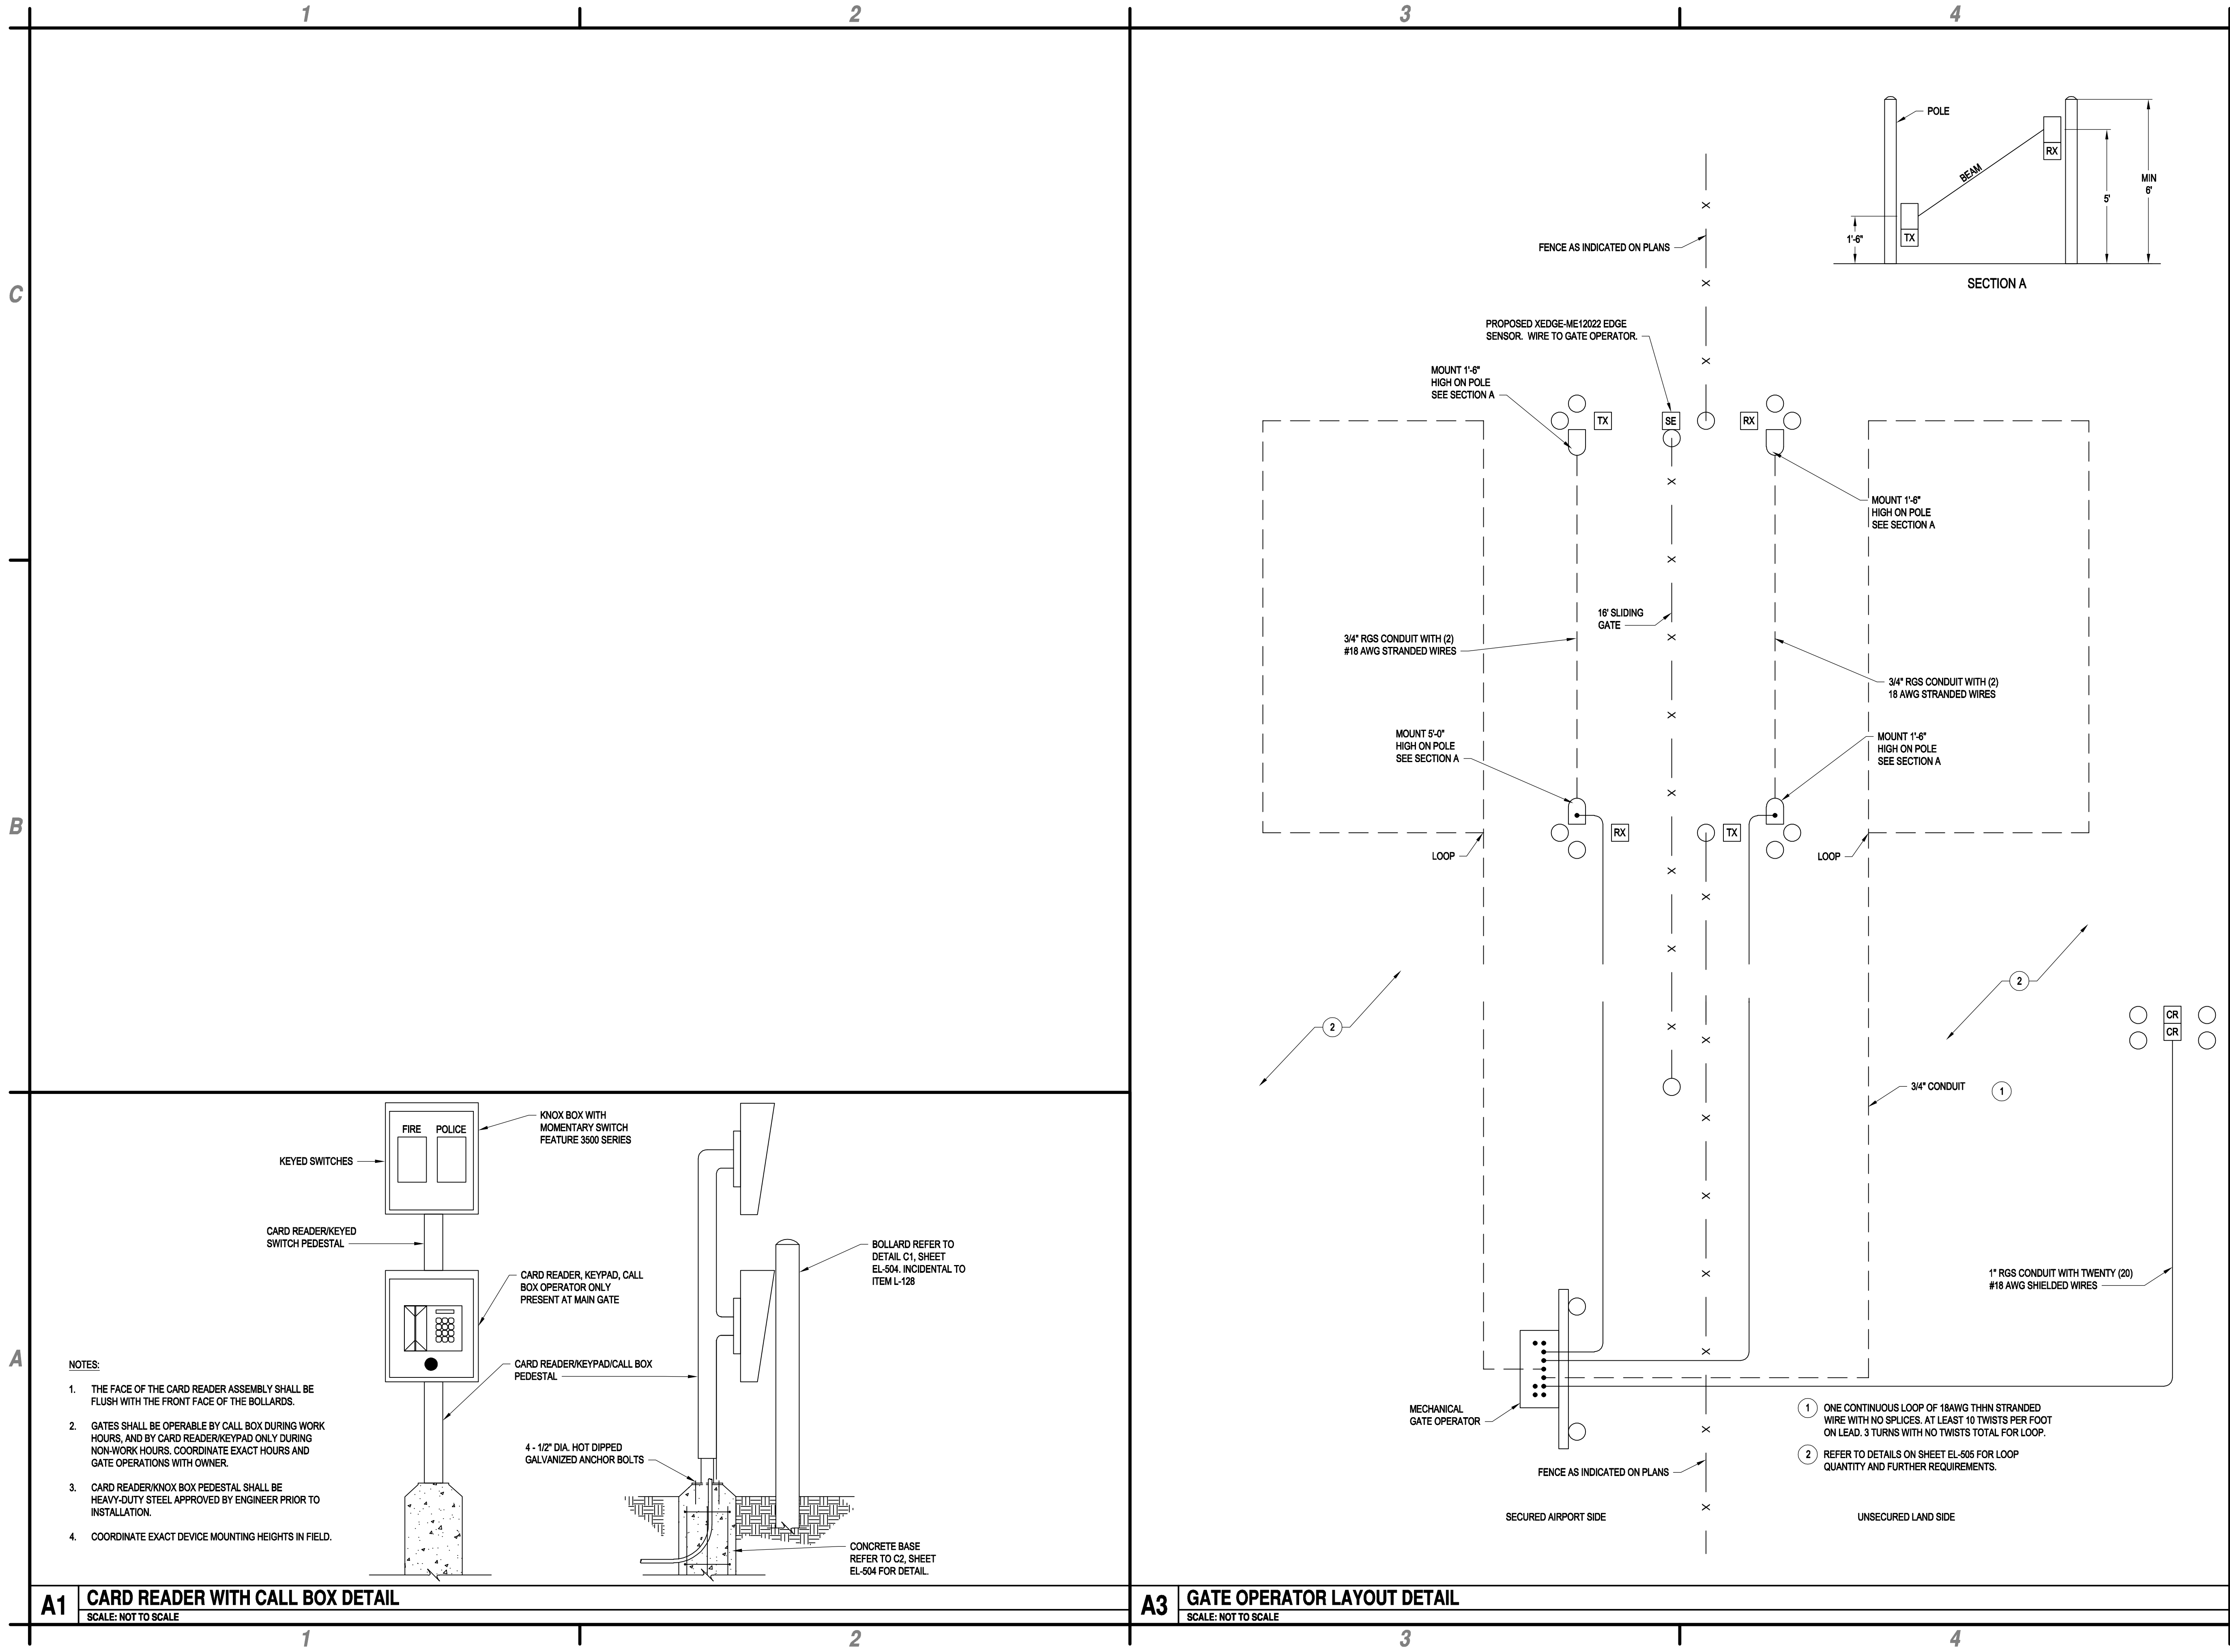 1
2
3
4
C
B
A
FIRE
POLICE
KEYED SWITCHES
KNOX BOX WITH
MOMENTARY SWITCH
FEATURE 3500 SERIES
CARD READER/KEYED
SWITCH PEDESTAL
CARD READER, KEYPAD, CALL
BOX OPERATOR ONLY
PRESENT AT MAIN GATE
BOLLARD REFER TO
DETAIL C1, SHEET
EL-504. INCIDENTAL TO
ITEM L-128
CARD READER/KEYPAD/CALL BOX
PEDESTAL
4 - 1/2" DIA. HOT DIPPED
GALVANIZED ANCHOR BOLTS
CONCRETE BASE
REFER TO C2, SHEET
EL-504 FOR DETAIL.
NOTES:
1. THE FACE OF THE CARD READER ASSEMBLY SHALL BE
FLUSH WITH THE FRONT FACE OF THE BOLLARDS.
2. GATES SHALL BE OPERABLE BY CALL BOX DURING WORK
HOURS, AND BY CARD READER/KEYPAD ONLY DURING
NON-WORK HOURS. COORDINATE EXACT HOURS AND
GATE OPERATIONS WITH OWNER.
3. CARD READER/KNOX BOX PEDESTAL SHALL BE
HEAVY-DUTY STEEL APPROVED BY ENGINEER PRIOR TO
INSTALLATION.
4. COORDINATE EXACT DEVICE MOUNTING HEIGHTS IN FIELD.
A1
CARD READER WITH CALL BOX DETAIL
SCALE: NOT TO SCALE
POLE
BEAM
RX
TX
1'-6"
5'
MIN
6'
SECTION A
FENCE AS INDICATED ON PLANS
PROPOSED XEDGE-ME12022 EDGE
SENSOR. WIRE TO GATE OPERATOR.
MOUNT 1'-6"
HIGH ON POLE
SEE SECTION A
TX
SE
RX
MOUNT 1'-6"
HIGH ON POLE
SEE SECTION A
16' SLIDING
GATE
3/4" RGS CONDUIT WITH (2)
#18 AWG STRANDED WIRES
3/4" RGS CONDUIT WITH (2)
18 AWG STRANDED WIRES
MOUNT 5'-0"
HIGH ON POLE
SEE SECTION A
MOUNT 1'-6"
HIGH ON POLE
SEE SECTION A
RX
TX
LOOP
LOOP
2
2
CR
CR
3/4" CONDUIT
1
1" RGS CONDUIT WITH TWENTY (20)
#18 AWG SHIELDED WIRES
MECHANICAL
GATE OPERATOR
1 ONE CONTINUOUS LOOP OF 18AWG THHN STRANDED
WIRE WITH NO SPLICES. AT LEAST 10 TWISTS PER FOOT
ON LEAD. 3 TURNS WITH NO TWISTS TOTAL FOR LOOP.
2 REFER TO DETAILS ON SHEET EL-505 FOR LOOP
QUANTITY AND FURTHER REQUIREMENTS.
FENCE AS INDICATED ON PLANS
SECURED AIRPORT SIDE
UNSECURED LAND SIDE
A3
GATE OPERATOR LAYOUT DETAIL
SCALE: NOT TO SCALE
1
2
3
4